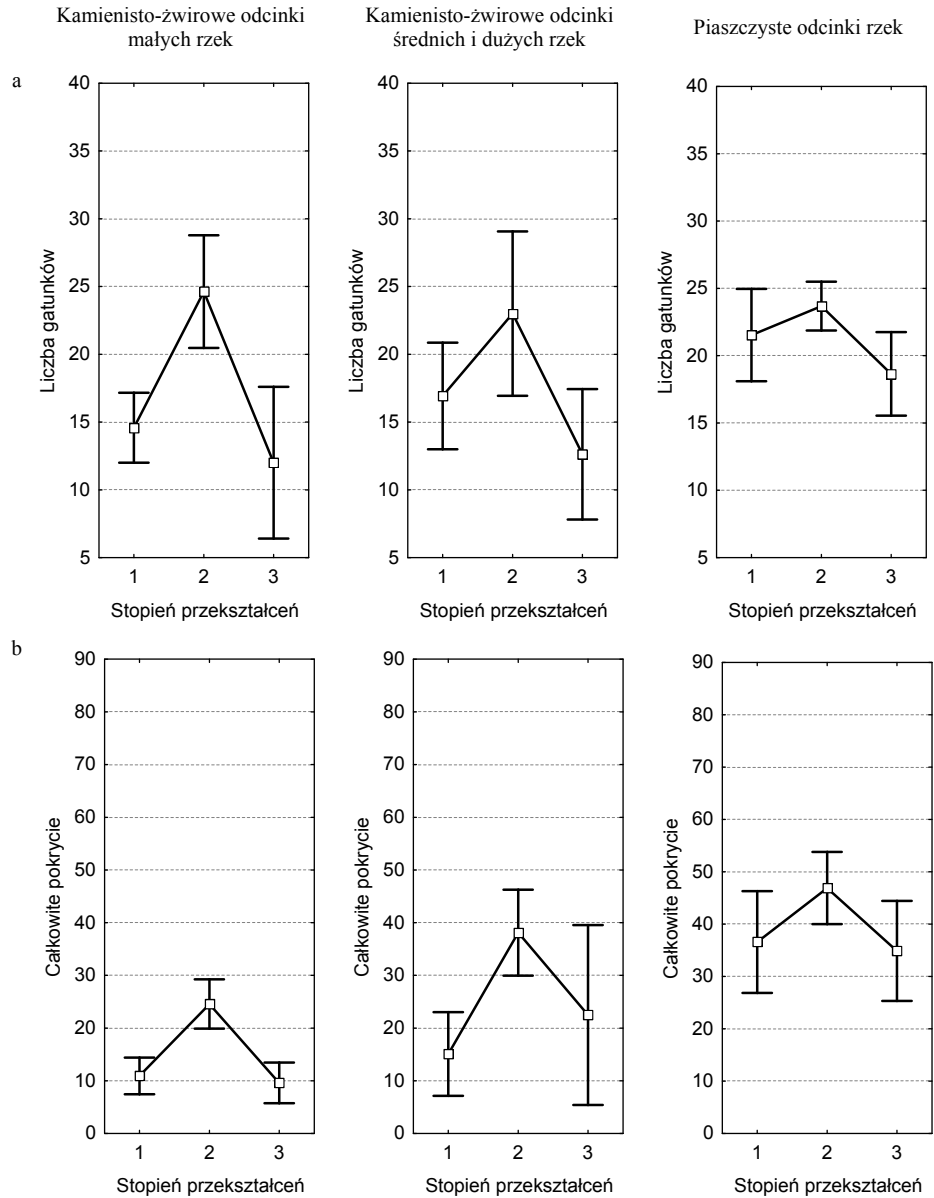 Kamienisto-żwirowe odcinki
małych rzek
Kamienisto-żwirowe odcinki
średnich i dużych rzek
Piaszczyste odcinki rzek
a
40
35
30
25
20
15
10
5
Liczba gatunków
1 2 3
Stopień przekształceń
40
35
30
25
20
15
10
5
Liczba gatunków
1 2 3
Stopień przekształceń
40
35
30
25
20
15
10
5
Liczba gatunków
1 2 3
Stopień przekształceń
b
90
80
70
60
50
40
30
20
10
0
Całkowite pokrycie
1 2 3
Stopień przekształceń
90
80
70
60
50
40
30
20
10
0
Całkowite pokrycie
1 2 3
Stopień przekształceń
90
80
70
60
50
40
30
20
10
0
Całkowite pokrycie
1 2 3
Stopień przekształceń